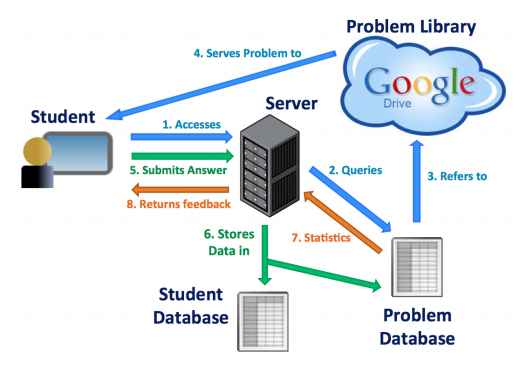 Problem Library
4. Serves Problem to
Google
Drive
Student
Server
1. Accesses
5. Submits Answer
8. Returns feedback
2. Queries
3. Refers to
7. Statistics
6. Stores
Data in
Student
Database
Problem
Database